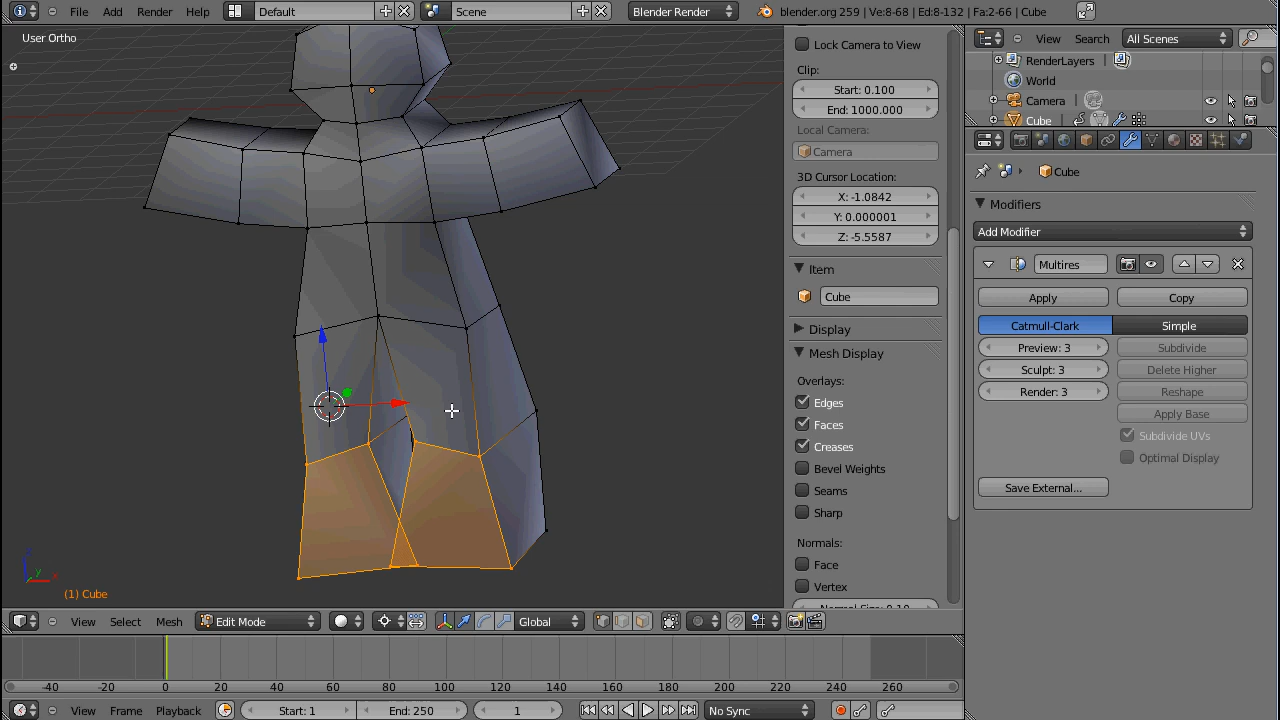 File Add Render Help Default Scene Blender Render blender.org 259 | Ve:8-68 | Ed:8-132 | Fa:2-66 | Cube
User Ortho
(1) Cube
View Select Mesh Edit Mode Global
-40 -20 0 20 40 60 80 100 120 140 160 180 200 220 240 260
View Frame Playback Start: 1 End: 250 1 No Sync
Lock Camera to View
Clip:
Start: 0.100
End: 1000.000
Local Camera:
Camera
3D Cursor Location:
X: -1.0842
Y: 0.000001
Z: -5.5587
Item
Cube
Display
Mesh Display
Overlays:
Edges
Faces
Creases
Bevel Weights
Seams
Sharp
Normals:
Face
Vertex
Normal Size: 0.10
View Search All Scenes
RenderLayers
World
Camera
Cube
Cube
Modifiers
Add Modifier
Multires
Apply Copy
Catmull-Clark Simple
Preview: 3 Subdivide
Sculpt: 3 Delete Higher
Render: 3 Reshape
Apply Base
Subdivide UVs
Optimal Display
Save External...